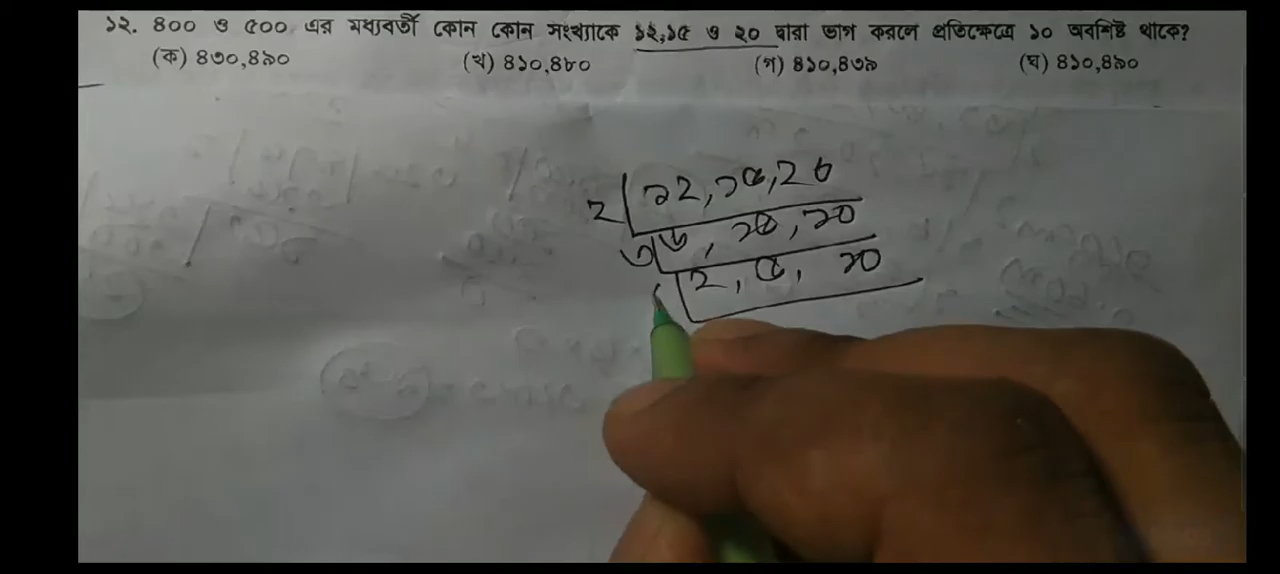 ১২. ৪০০ ও ৫০০ এর মধ্যবর্তী কোন কোন সংখ্যাকে ১২,১৫ ও ২০ দ্বারা ভাগ করলে প্রতিক্ষেত্রে ১০ অবশিষ্ট থাকে?
(ক) ৪৩০,৪৯০ (খ) ৪১০,৪৮০ (গ) ৪১০,৪৩৯ (ঘ) ৪১০,৪৯০
২ ১২, ১৫, ২০
৩ ৬, ১৫, ১০
২, ৫, ১০